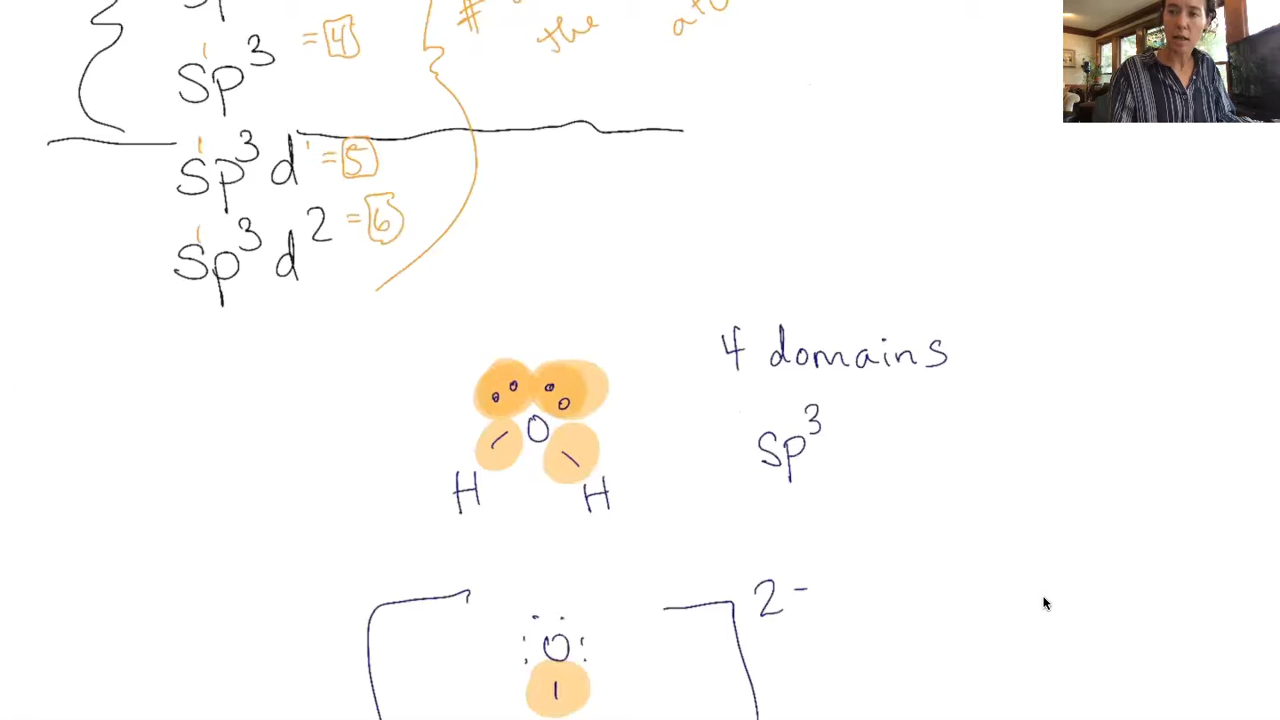 # the
sp³ = 4
sp³d¹ = 5
sp³d² = 6
4 domains
O
sp³
H H
2-
O